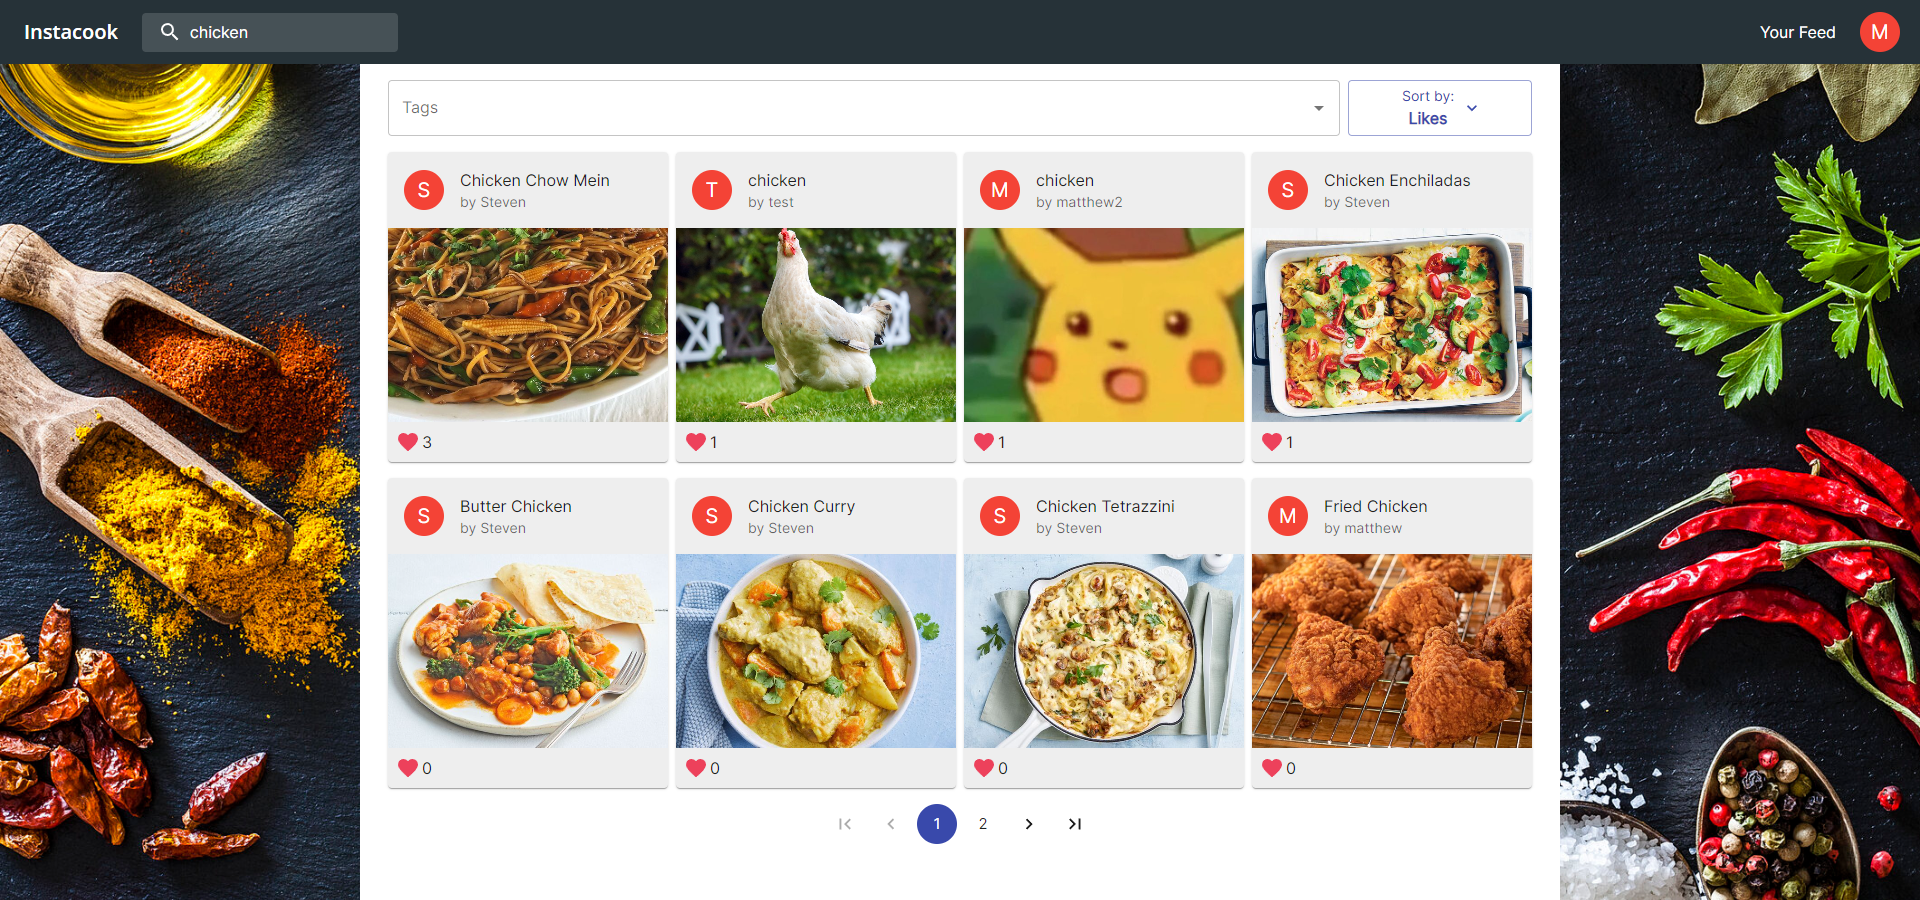 Instacook
chicken
Your Feed
M
Tags
Sort by:
Likes
S
Chicken Chow Mein
by Steven
3
T
chicken
by test
1
M
chicken
by matthew2
1
S
Chicken Enchiladas
by Steven
1
S
Butter Chicken
by Steven
0
S
Chicken Curry
by Steven
0
S
Chicken Tetrazzini
by Steven
0
M
Fried Chicken
by matthew
0
1
2